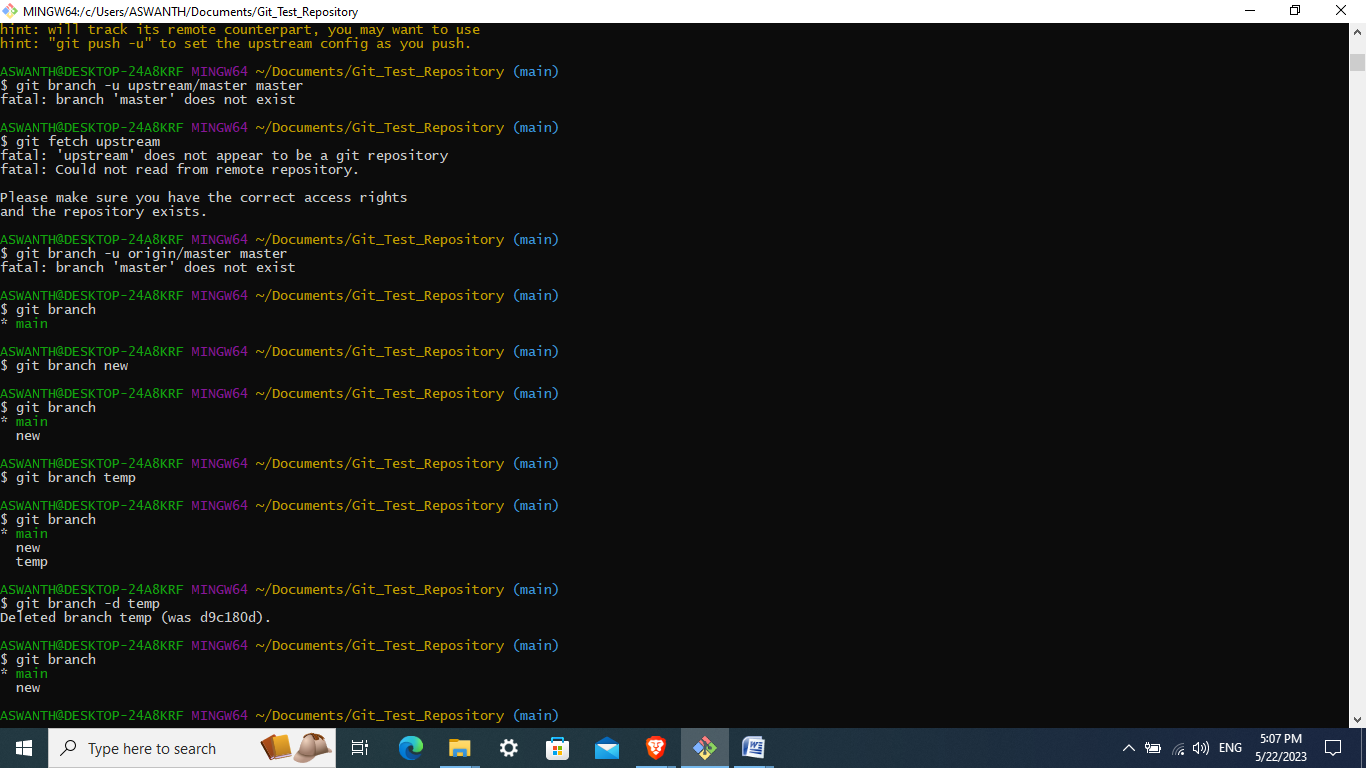 MINGW64:/c/Users/ASWANTH/Documents/Git_Test_Repository
hint: will track its remote counterpart, you may want to use
hint: "git push -u" to set the upstream config as you push.
ASWANTH@DESKTOP-24A8KRF MINGW64 ~/Documents/Git_Test_Repository (main)
$ git branch -u upstream/master master
fatal: branch 'master' does not exist
ASWANTH@DESKTOP-24A8KRF MINGW64 ~/Documents/Git_Test_Repository (main)
$ git fetch upstream
fatal: 'upstream' does not appear to be a git repository
fatal: Could not read from remote repository.
Please make sure you have the correct access rights
and the repository exists.
ASWANTH@DESKTOP-24A8KRF MINGW64 ~/Documents/Git_Test_Repository (main)
$ git branch -u origin/master master
fatal: branch 'master' does not exist
ASWANTH@DESKTOP-24A8KRF MINGW64 ~/Documents/Git_Test_Repository (main)
$ git branch
* main
ASWANTH@DESKTOP-24A8KRF MINGW64 ~/Documents/Git_Test_Repository (main)
$ git branch new
ASWANTH@DESKTOP-24A8KRF MINGW64 ~/Documents/Git_Test_Repository (main)
$ git branch
* main
new
ASWANTH@DESKTOP-24A8KRF MINGW64 ~/Documents/Git_Test_Repository (main)
$ git branch temp
ASWANTH@DESKTOP-24A8KRF MINGW64 ~/Documents/Git_Test_Repository (main)
$ git branch
* main
new
temp
ASWANTH@DESKTOP-24A8KRF MINGW64 ~/Documents/Git_Test_Repository (main)
$ git branch -d temp
Deleted branch temp (was d9c180d).
ASWANTH@DESKTOP-24A8KRF MINGW64 ~/Documents/Git_Test_Repository (main)
$ git branch
* main
new
ASWANTH@DESKTOP-24A8KRF MINGW64 ~/Documents/Git_Test_Repository (main)
Type here to search
ENG
5:07 PM
5/22/2023